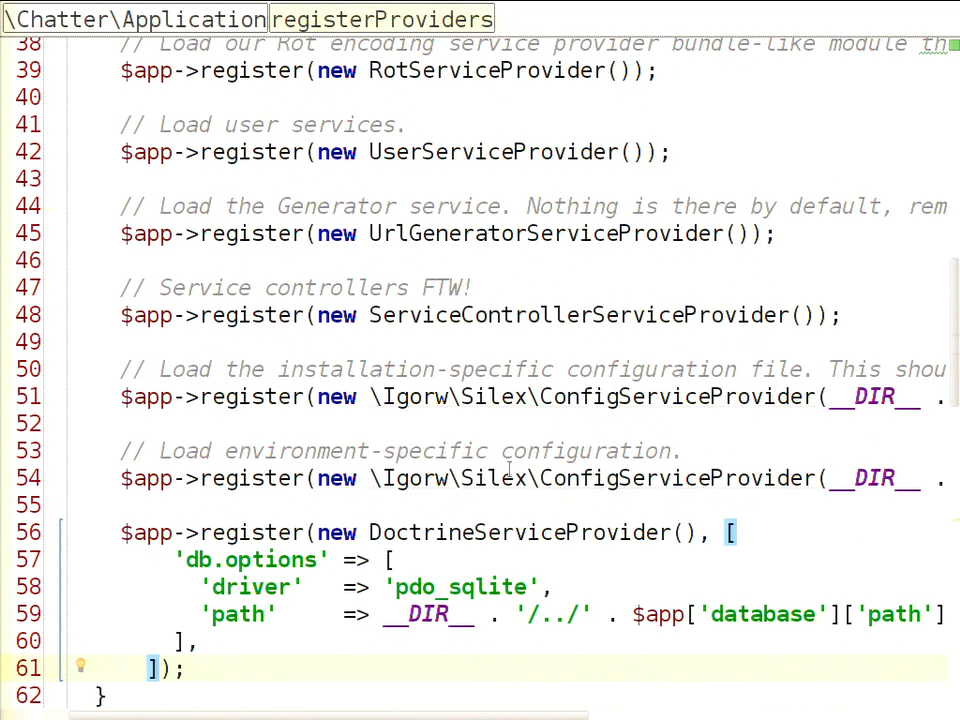 \Chatter\Application registerProviders
38 // Load our Rot encoding service provider bundle-like module th
39 $app->register(new RotServiceProvider());
40
41 // Load user services.
42 $app->register(new UserServiceProvider());
43
44 // Load the Generator service. Nothing is there by default, rem
45 $app->register(new UrlGeneratorServiceProvider());
46
47 // Service controllers FTW!
48 $app->register(new ServiceControllerServiceProvider());
49
50 // Load the installation-specific configuration file. This shou
51 $app->register(new \Igorw\Silex\ConfigServiceProvider(__DIR__ .
52
53 // Load environment-specific configuration.
54 $app->register(new \Igorw\Silex\ConfigServiceProvider(__DIR__ .
55
56 $app->register(new DoctrineServiceProvider(), [
57 'db.options' => [
58 'driver' => 'pdo_sqlite',
59 'path' => __DIR__ . '/../' . $app['database']['path']
60 ],
61 ]);
62 }